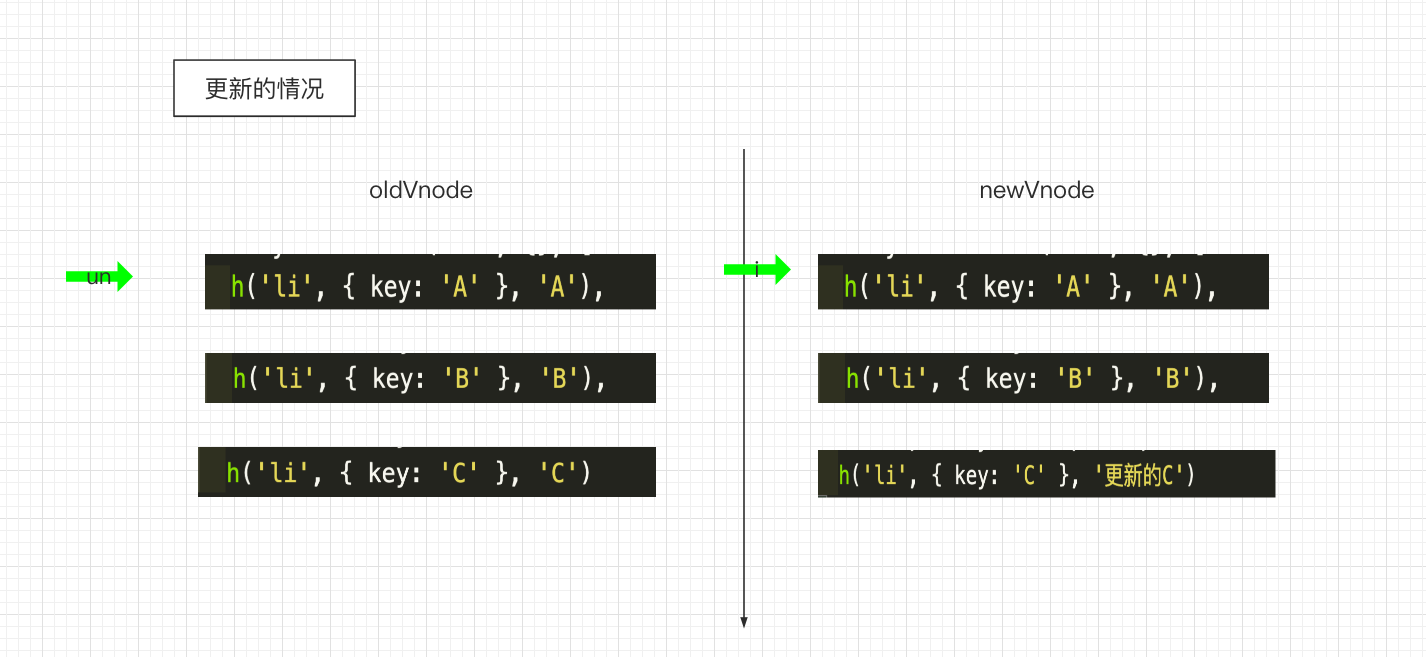 更新的情况
oldVnode
newVnode
un
h('li', { key: 'A' }, 'A'),
i
h('li', { key: 'A' }, 'A'),
h('li', { key: 'B' }, 'B'),
h('li', { key: 'B' }, 'B'),
h('li', { key: 'C' }, 'C')
h('li', { key: 'C' }, '更新的C')